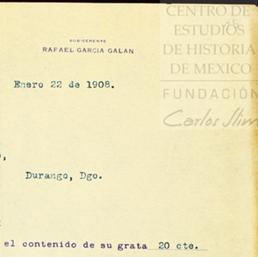 CENTRO DE
ESTUDIOS
DE HISTORIA
DE MEXICO
FUNDACIÓN
Carlos Slim
SUBGERENTE
RAFAEL GARCIA GALAN
Enero 22 de 1908.
,
Durango, Dgo.
el contenido de su grata 20 cte.